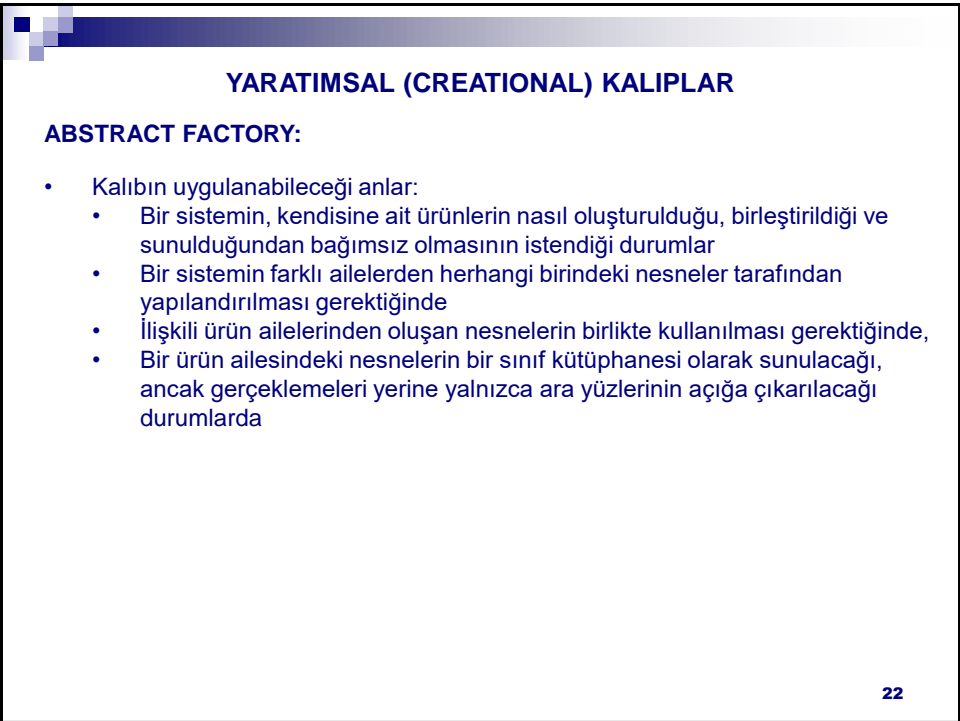 YARATIMSAL (CREATIONAL) KALIPLAR
ABSTRACT FACTORY:
• Kalıbın uygulanabileceği anlar:
• Bir sistemin, kendisine ait ürünlerin nasıl oluşturulduğu, birleştirildiği ve
sunulduğundan bağımsız olmasının istendiği durumlar
• Bir sistemin farklı ailelerden herhangi birindeki nesneler tarafından
yapılandırılması gerektiğinde
• İlişkili ürün ailelerinden oluşan nesnelerin birlikte kullanılması gerektiğinde,
• Bir ürün ailesindeki nesnelerin bir sınıf kütüphanesi olarak sunulacağı,
ancak gerçeklemeleri yerine yalnızca ara yüzlerinin açığa çıkarılacağı
durumlarda
22